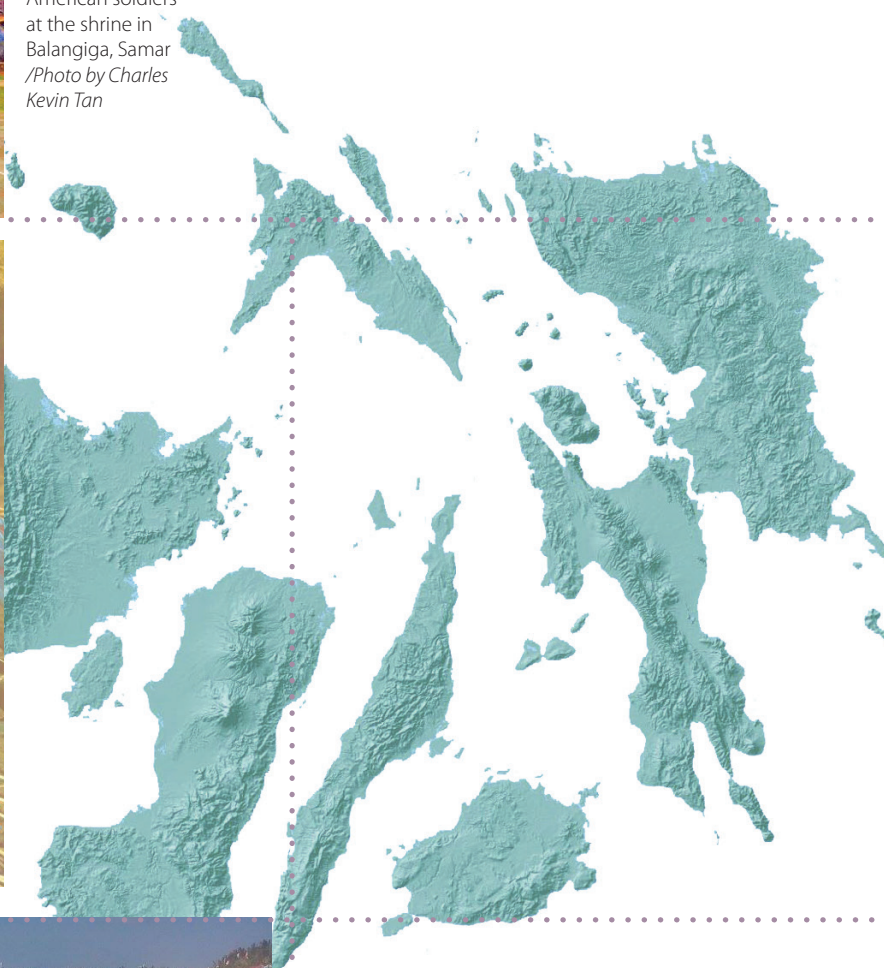 American soldiers
at the shrine in
Balangiga, Samar
/Photo by Charles
Kevin Tan